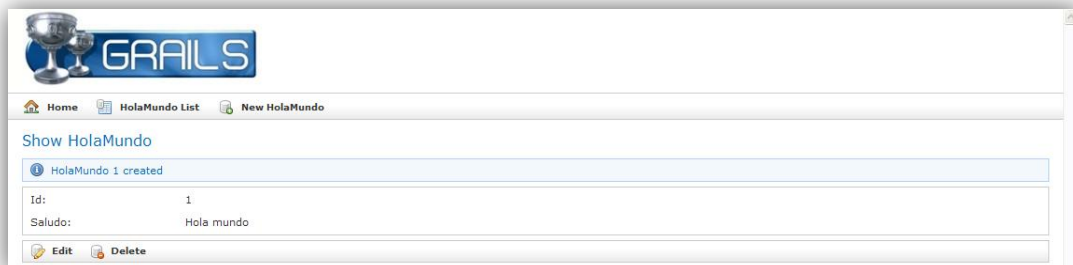 GRAILS
Home HolaMundo List New HolaMundo
Show HolaMundo
HolaMundo 1 created
Id: 1
Saludo: Hola mundo
Edit Delete